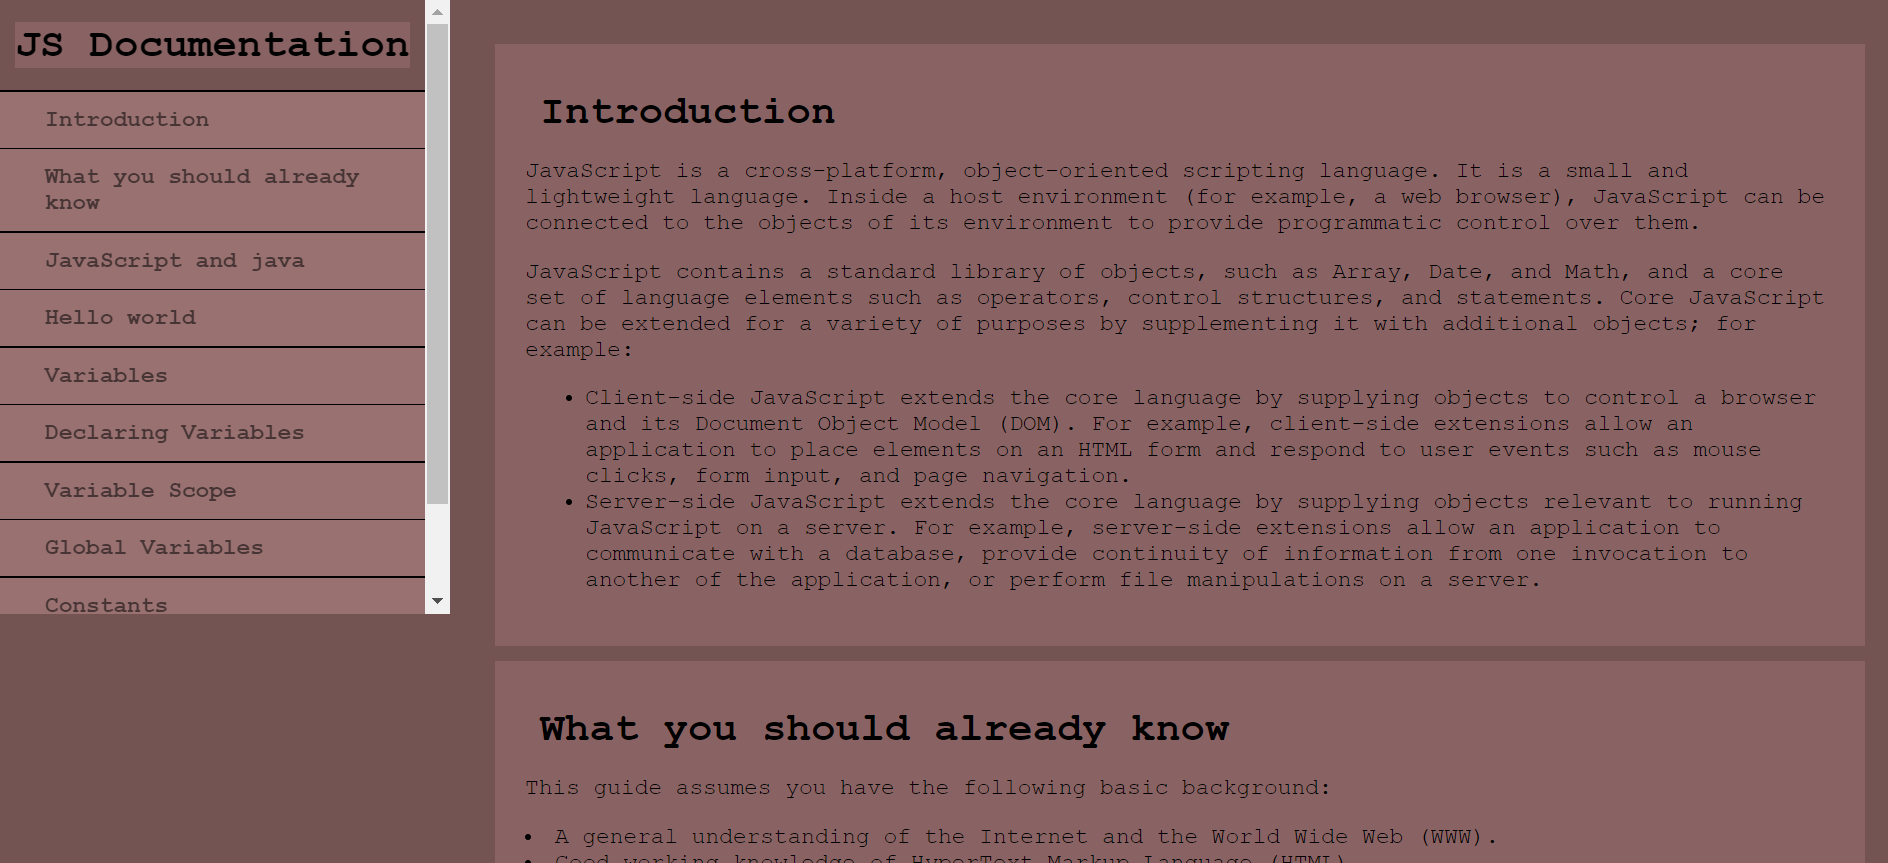 JS Documentation
Introduction
What you should already
know
JavaScript and java
Hello world
Variables
Declaring Variables
Variable Scope
Global Variables
Constants
Introduction
JavaScript is a cross-platform, object-oriented scripting language. It is a small and
lightweight language. Inside a host environment (for example, a web browser), JavaScript can be
connected to the objects of its environment to provide programmatic control over them.
JavaScript contains a standard library of objects, such as Array, Date, and Math, and a core
set of language elements such as operators, control structures, and statements. Core JavaScript
can be extended for a variety of purposes by supplementing it with additional objects; for
example:
• Client-side JavaScript extends the core language by supplying objects to control a browser
and its Document Object Model (DOM). For example, client-side extensions allow an
application to place elements on an HTML form and respond to user events such as mouse
clicks, form input, and page navigation.
• Server-side JavaScript extends the core language by supplying objects relevant to running
JavaScript on a server. For example, server-side extensions allow an application to
communicate with a database, provide continuity of information from one invocation to
another of the application, or perform file manipulations on a server.
What you should already know
This guide assumes you have the following basic background:
• A general understanding of the Internet and the World Wide Web (WWW).
• Good working knowledge of HyperText Markup Language (HTML).